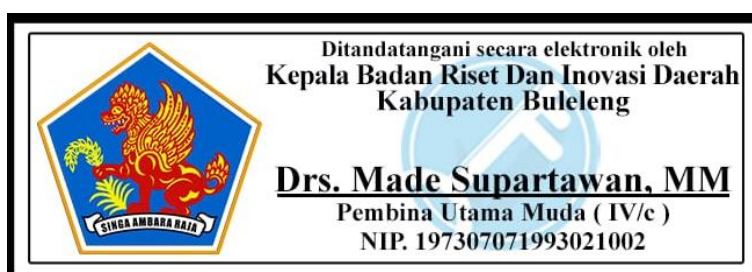 Ditandatangani secara elektronik oleh
Kepala Badan Riset Dan Inovasi Daerah
Kabupaten Buleleng
Drs. Made Supartawan, MM
Pembina Utama Muda ( IV/c )
NIP. 197307071993021002
SINGA AMBARA RAJA